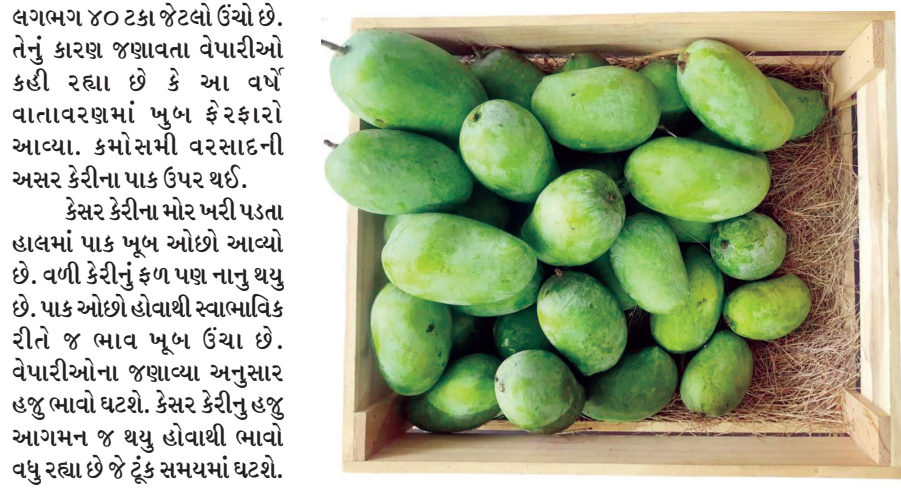 લગભગ ૪૦ ટકા જેટલો ઉંચો છે.
તેનું કારણ જણાવતા વેપારીઓ
કહી રહ્યા છે કે આ વર્ષે
વાતાવરણમાં ખુબ ફેરફારો
આવ્યા. કમોસમી વરસાદની
અસર કેરીના પાક ઉપર થઈ.
કેસર કેરીના મોર ખરી પડતા
હાલમાં પાક ખૂબ ઓછો આવ્યો
છે. વળી કેરીનું ફળ પણ નાનુ થયુ
છે. પાક ઓછો હોવાથી સ્વાભાવિક
રીતે જ ભાવ ખૂબ ઉંચા છે.
વેપારીઓના જણાવ્યા અનુસાર
હજુ ભાવો ઘટશે. કેસર કેરીનુ હજુ
આગમન જ થયુ હોવાથી ભાવો
વધુ રહ્યા છે જે ટૂંક સમયમાં ઘટશે.